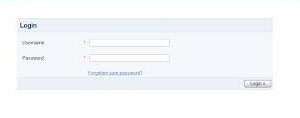 Login
Username: *
Password: *
Forgotten your password?
Login »